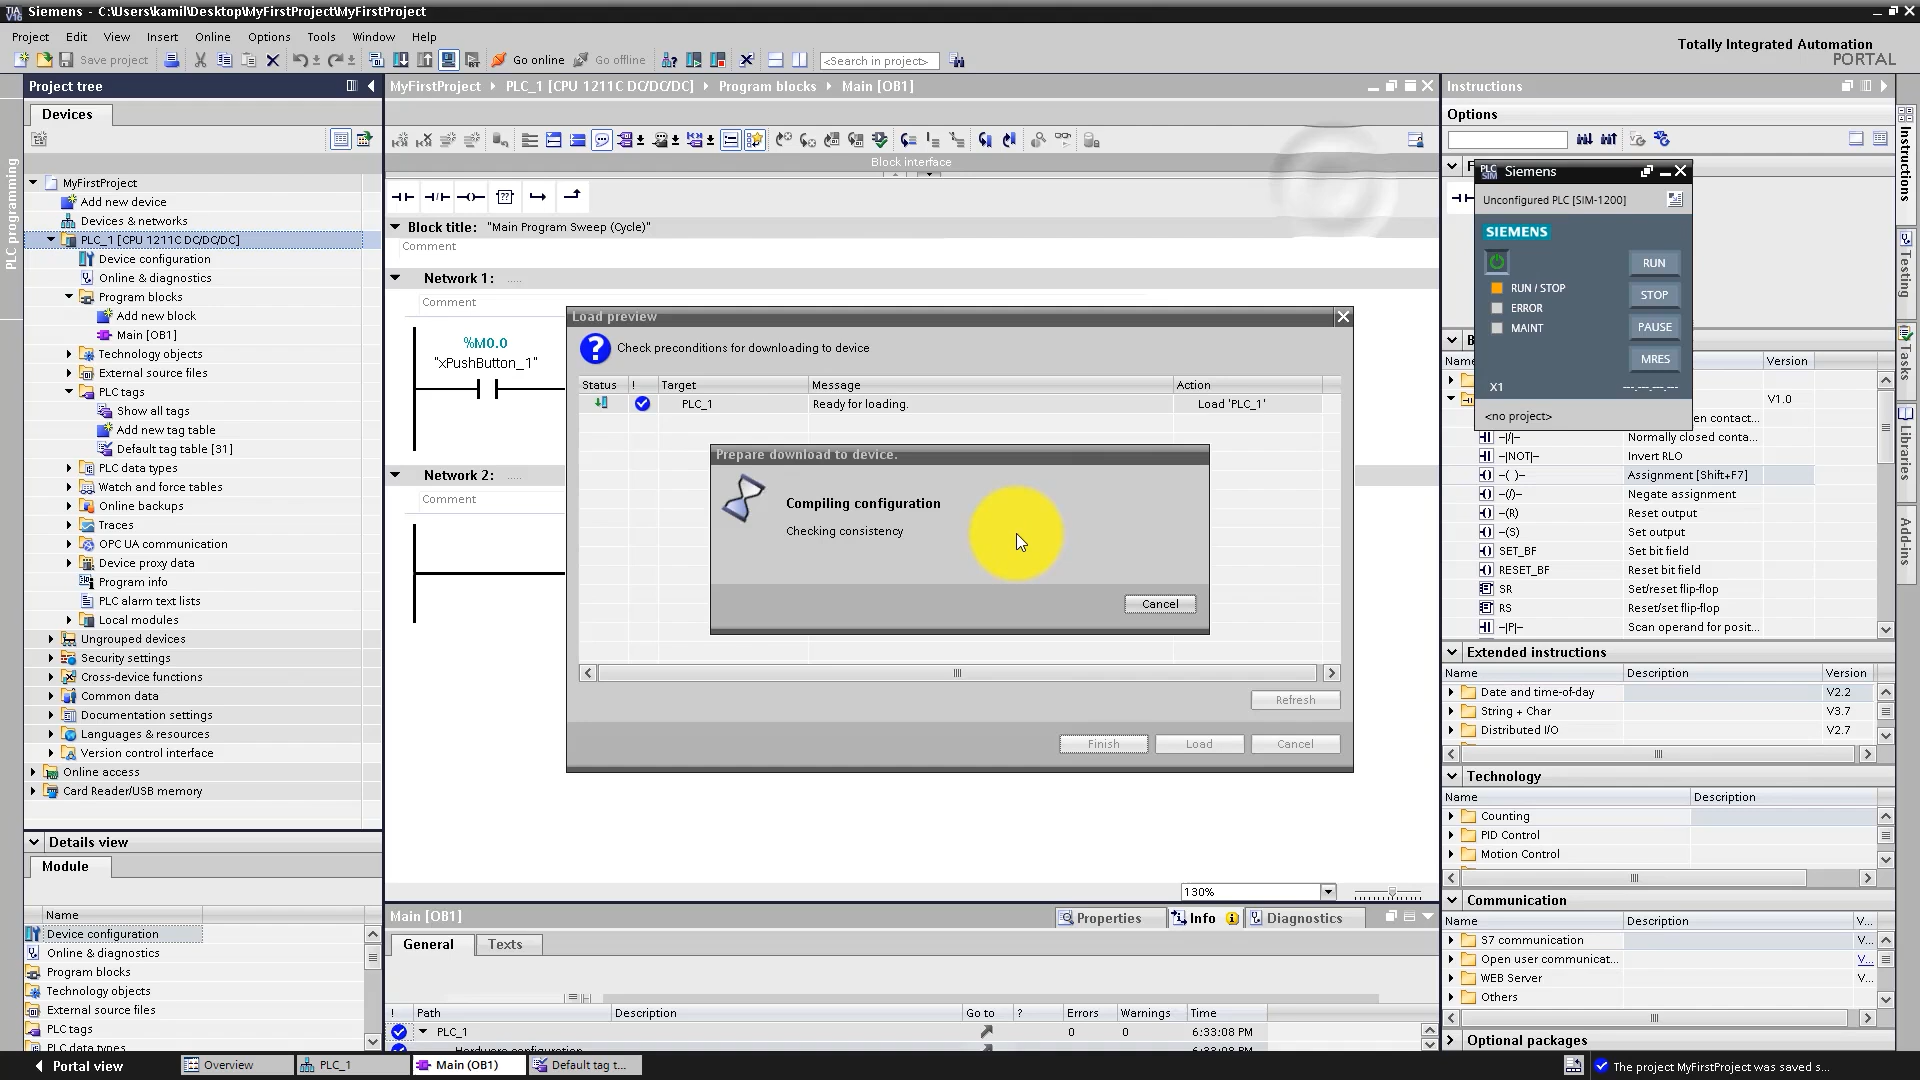 Siemens - C:\Users\kamil\Desktop\MyFirstProject\MyFirstProject
Project Edit View Insert Online Options Tools Window Help
Totally Integrated Automation
PORTAL
Save project
Go online
Go offline
<Search in project>
Project tree
Devices
PLC programming
MyFirstProject
Add new device
Devices & networks
PLC_1 [CPU 1211C DC/DC/DC]
Device configuration
Online & diagnostics
Program blocks
Add new block
Main [OB1]
Technology objects
External source files
PLC tags
Show all tags
Add new tag table
Default tag table [31]
PLC data types
Watch and force tables
Online backups
Traces
OPC UA communication
Device proxy data
Program info
PLC alarm text lists
Local modules
Ungrouped devices
Security settings
Cross-device functions
Common data
Documentation settings
Languages & resources
Version control interface
Online access
Card Reader/USB memory
Details view
Module
Name
Device configuration
Online & diagnostics
Program blocks
Technology objects
External source files
PLC tags
PLC data types
MyFirstProject PLC_1 [CPU 1211C DC/DC/DC] Program blocks Main [OB1]
Block interface
Block title: "Main Program Sweep (Cycle)"
Comment
Network 1: .....
Comment
%M0.0
"xPushButton_1"
Network 2: .....
Comment
Load preview
Check preconditions for downloading to device
Status ! Target Message Action
PLC_1 Ready for loading. Load 'PLC_1'
Prepare download to device.
Compiling configuration
Checking consistency
Cancel
Refresh
Finish Load Cancel
130%
Main [OB1]
Properties Info Diagnostics
General Texts
! Path Description Go to ? Errors Warnings Time
PLC_1 0 0 6:33:08 PM
Hardware configuration 6:33:08 PM
Instructions
Options
PLC SIM Siemens
Unconfigured PLC [SIM-1200]
SIEMENS
RUN / STOP
ERROR
MAINT
RUN
STOP
PAUSE
MRES
X1 ---.---.---.---
<no project>
Version
V1.0
Normally closed conta...
-|NOT|- Invert RLO
-( )- Assignment [Shift+F7]
-(/)- Negate assignment
-(R) Reset output
-(S) Set output
SET_BF Set bit field
RESET_BF Reset bit field
SR Set/reset flip-flop
RS Reset/set flip-flop
-|P|- Scan operand for posit...
Extended instructions
Name Description Version
Date and time-of-day V2.2
String + Char V3.7
Distributed I/O V2.7
Technology
Name Description
Counting
PID Control
Motion Control
Communication
Name Description V...
S7 communication V...
Open user communicat... V...
WEB Server V...
Others
Optional packages
Instructions
Testing
Tasks
Libraries
Add-ins
Portal view
Overview
PLC_1
Main (OB1)
Default tag t...
The project MyFirstProject was saved s...